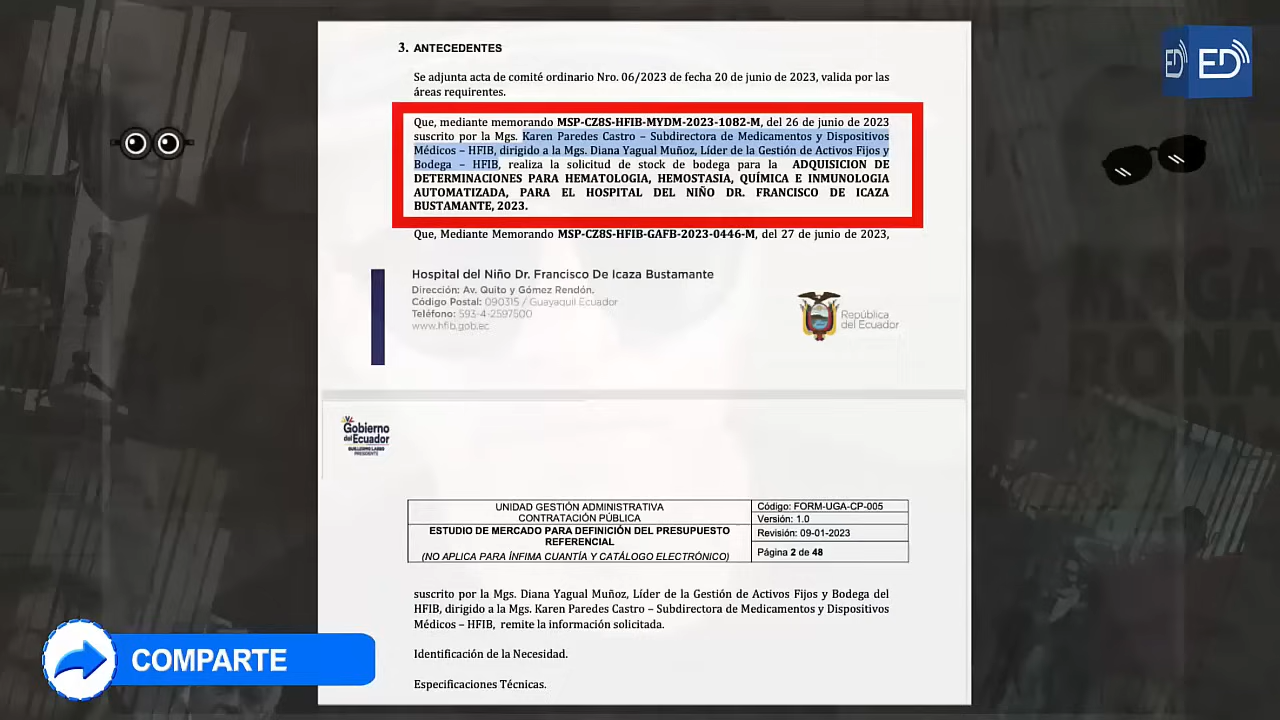 3. ANTECEDENTES
Se adjunta acta de comité ordinario Nro. 06/2023 de fecha 20 de junio de 2023, valida por las
áreas requirentes.
Que, mediante memorando MSP-CZ8S-HFIB-MYDM-2023-1082-M, del 26 de junio de 2023
suscrito por la Mgs. Karen Paredes Castro – Subdirectora de Medicamentos y Dispositivos
Médicos – HFIB, dirigido a la Mgs. Diana Yagual Muñoz, Líder de la Gestión de Activos Fijos y
Bodega – HFIB, realiza la solicitud de stock de bodega para la ADQUISICION DE
DETERMINACIONES PARA HEMATOLOGIA, HEMOSTASIA, QUÍMICA E INMUNOLOGIA
AUTOMATIZADA, PARA EL HOSPITAL DEL NIÑO DR. FRANCISCO DE ICAZA
BUSTAMANTE, 2023.
Que, Mediante Memorando MSP-CZ8S-HFIB-GAFB-2023-0446-M, del 27 de junio de 2023,
Hospital del Niño Dr. Francisco De Icaza Bustamante
Dirección: Av. Quito y Gómez Rendón.
Código Postal: 090315 / Guayaquil Ecuador
Teléfono: 593-4-2597500
www.hfib.gob.ec
República
del Ecuador
Gobierno
del Ecuador
GUILLERMO LASSO
PRESIDENTE
UNIDAD GESTIÓN ADMINISTRATIVA
CONTRATACIÓN PÚBLICA
ESTUDIO DE MERCADO PARA DEFINICIÓN DEL PRESUPUESTO
REFERENCIAL
(NO APLICA PARA ÍNFIMA CUANTÍA Y CATÁLOGO ELECTRÓNICO)
Código: FORM-UGA-CP-005
Versión: 1.0
Revisión: 09-01-2023
Página 2 de 48
suscrito por la Mgs. Diana Yagual Muñoz, Líder de la Gestión de Activos Fijos y Bodega del
HFIB, dirigido a la Mgs. Karen Paredes Castro – Subdirectora de Medicamentos y Dispositivos
Médicos – HFIB, remite la información solicitada.
Identificación de la Necesidad.
Especificaciones Técnicas.
COMPARTE
ED
ED